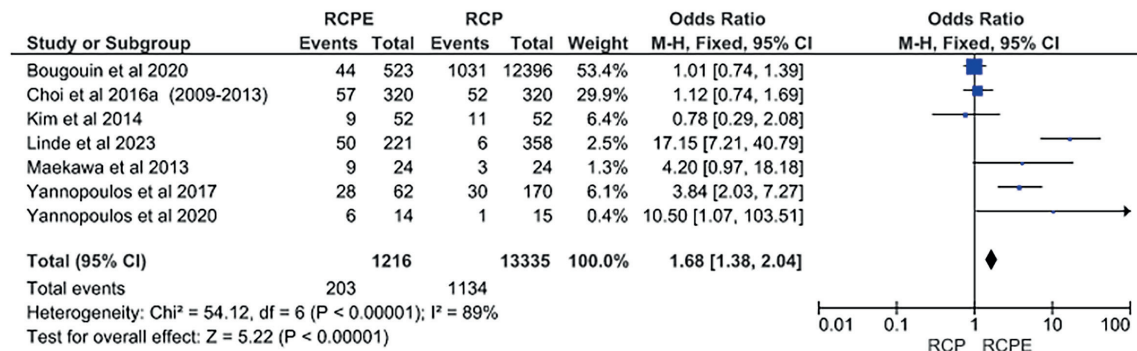 RCPE RCP Odds Ratio Odds Ratio
Study or Subgroup Events Total Events Total Weight M-H, Fixed, 95% CI M-H, Fixed, 95% CI
Bougouin et al 2020 44 523 1031 12396 53.4% 1.01 [0.74, 1.39]
Choi et al 2016a (2009-2013) 57 320 52 320 29.9% 1.12 [0.74, 1.69]
Kim et al 2014 9 52 11 52 6.4% 0.78 [0.29, 2.08]
Linde et al 2023 50 221 6 358 2.5% 17.15 [7.21, 40.79]
Maekawa et al 2013 9 24 3 24 1.3% 4.20 [0.97, 18.18]
Yannopoulos et al 2017 28 62 30 170 6.1% 3.84 [2.03, 7.27]
Yannopoulos et al 2020 6 14 1 15 0.4% 10.50 [1.07, 103.51]
Total (95% CI) 1216 13335 100.0% 1.68 [1.38, 2.04]
Total events 203 1134
Heterogeneity: Chi² = 54.12, df = 6 (P < 0.00001); I² = 89%
Test for overall effect: Z = 5.22 (P < 0.00001)
0.01 0.1 1 10 100
RCP RCPE